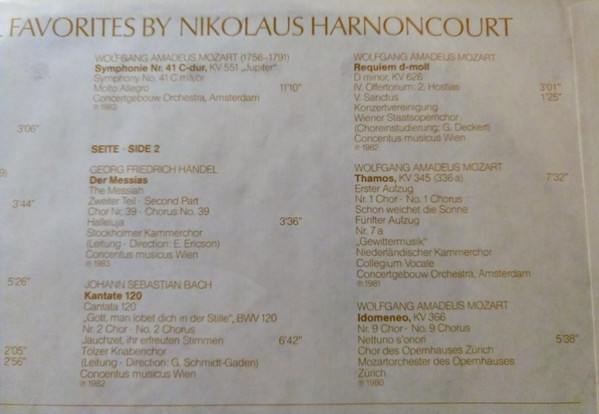 FAVORITES BY NIKOLAUS HARNONCOURT
3'06"
3'44"
5'26"
2'05"
2'56"
WOLFGANG AMADEUS MOZART (1756–1791)
Symphonie Nr. 41 C-dur, KV 551 „Jupiter"
Symphony No. 41 C major
Molto Allegro 11'10"
Concertgebouw Orchestra, Amsterdam
℗ 1983
SEITE · SIDE 2
GEORG FRIEDRICH HÄNDEL
Der Messias
The Messiah
Zweiter Teil · Second Part
Chor Nr. 39 · Chorus No. 39
Halleluja 3'36"
Stockholmer Kammerchor
(Leitung · Direction: E. Ericson)
Concentus musicus Wien
℗ 1983
JOHANN SEBASTIAN BACH
Kantate 120
Cantata 120
„Gott, man lobet dich in der Stille", BWV 120
Nr. 2 Chor · No. 2 Chorus
Jauchzet, ihr erfreuten Stimmen 6'42"
Tölzer Knabenchor
(Leitung · Direction: G. Schmidt-Gaden)
Concentus musicus Wien
℗ 1982
WOLFGANG AMADEUS MOZART
Requiem d-moll
D minor, KV 626
IV. Offertorium: 2. Hostias 3'01"
V. Sanctus 1'25"
Konzertvereinigung
Wiener Staatsopernchor
(Choreinstudierung: G. Deckert)
Concentus musicus Wien
℗ 1982
WOLFGANG AMADEUS MOZART
Thamos, KV 345 (336 a) 7'32"
Erster Aufzug
Nr. 1 Chor · No. 1 Chorus
Schon weichet die Sonne
Fünfter Aufzug
Nr. 7 a
„Gewittermusik"
Niederländischer Kammerchor
Collegium Vocale
Concertgebouw Orchestra, Amsterdam
℗ 1981
WOLFGANG AMADEUS MOZART
Idomeneo, KV 366
Nr. 9 Chor · No. 9 Chorus
Nettuno s'onori 5'38"
Chor des Opernhauses Zürich
Mozartorchester des Opernhauses
Zürich
℗ 1980